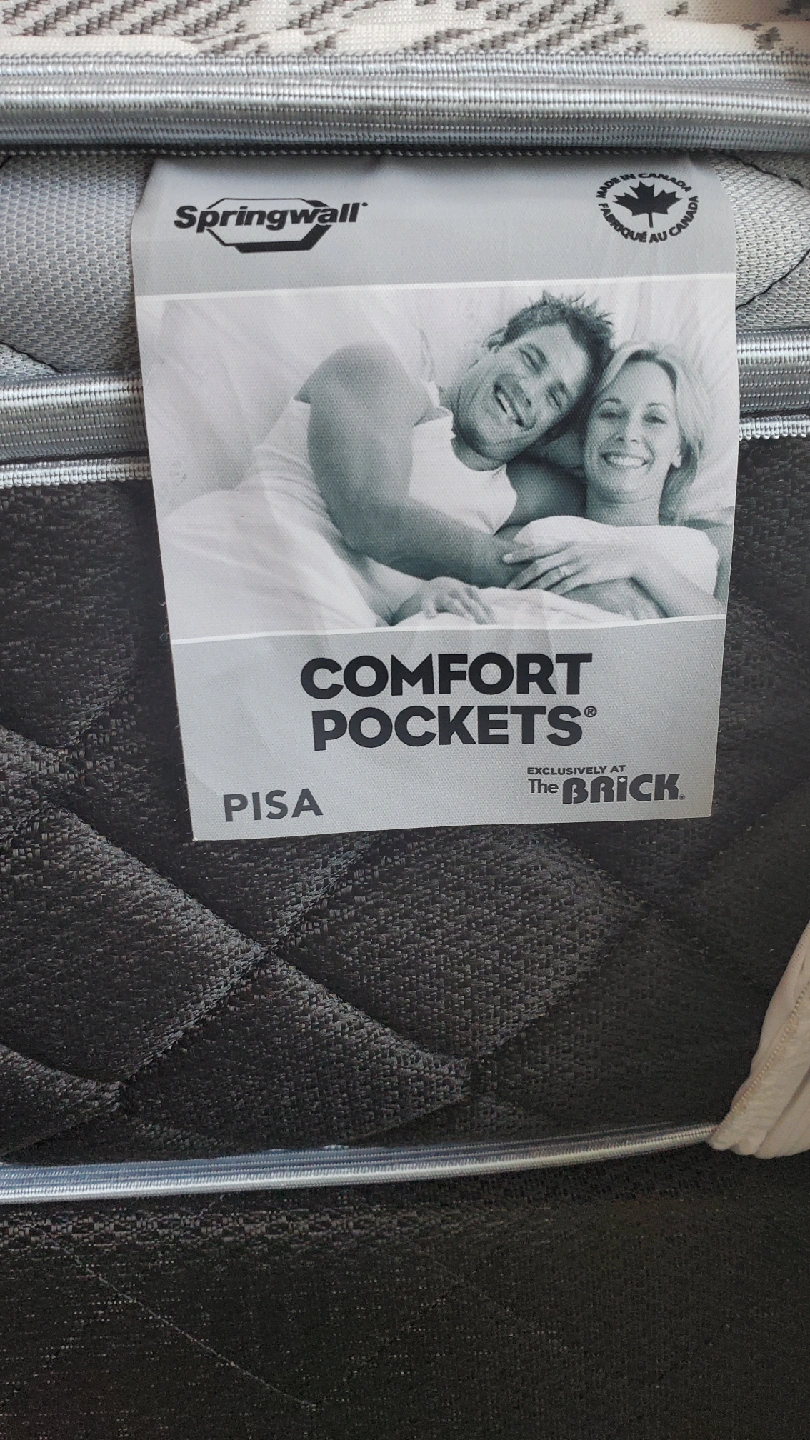 Springwall
MADE IN CANADA
FABRIQUÉ AU CANADA
COMFORT
POCKETS®
PISA
EXCLUSIVELY AT
The BRiCK.